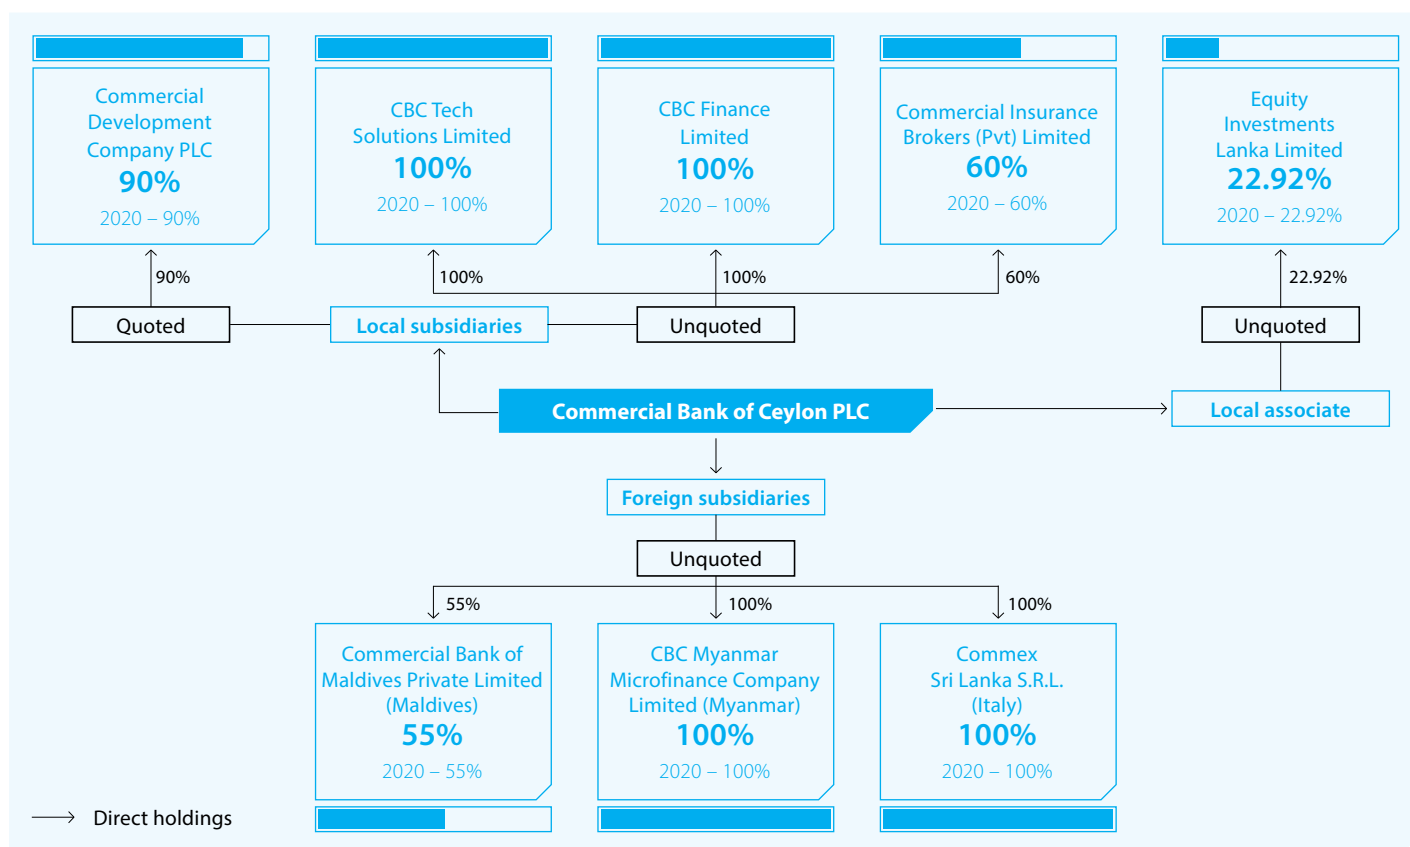 Commercial
Development
Company PLC
90%
2020 – 90%
CBC Tech
Solutions Limited
100%
2020 – 100%
CBC Finance
Limited
100%
2020 – 100%
Commercial Insurance
Brokers (Pvt) Limited
60%
2020 – 60%
Equity
Investments
Lanka Limited
22.92%
2020 – 22.92%
90%
100%
100%
60%
22.92%
Quoted
Local subsidiaries
Unquoted
Unquoted
Commercial Bank of Ceylon PLC
Local associate
Foreign subsidiaries
Unquoted
55%
100%
100%
Commercial Bank of
Maldives Private Limited
(Maldives)
55%
2020 – 55%
CBC Myanmar
Microfinance Company
Limited (Myanmar)
100%
2020 – 100%
Commex
Sri Lanka S.R.L.
(Italy)
100%
2020 – 100%
Direct holdings